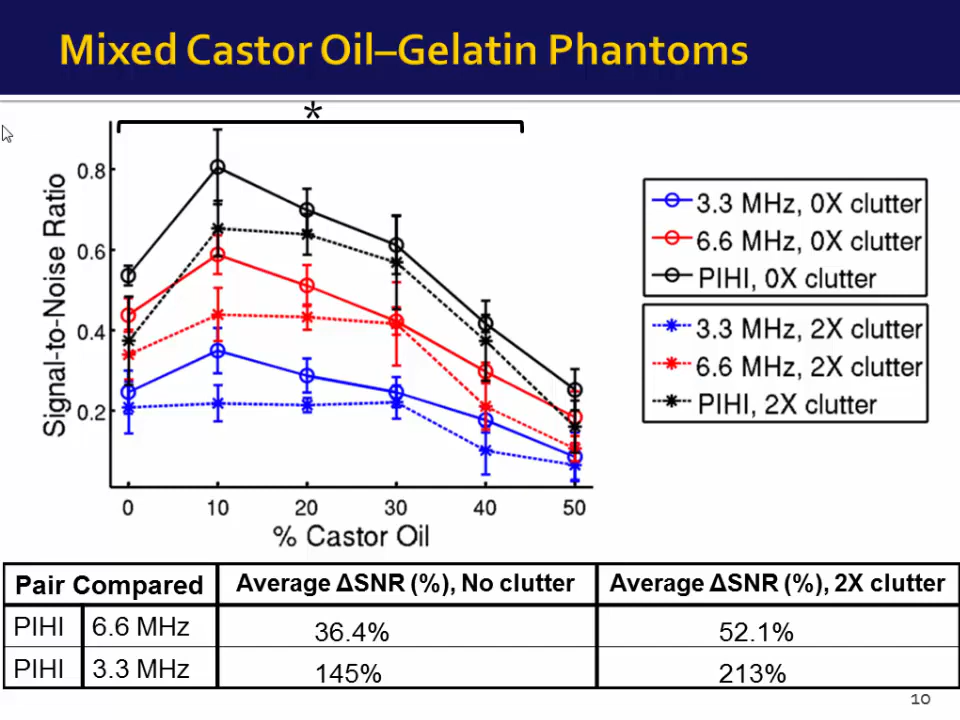 Mixed Castor Oil–Gelatin Phantoms
*
Signal-to-Noise Ratio
0.8
0.6
0.4
0.2
0 10 20 30 40 50
% Castor Oil
3.3 MHz, 0X clutter
6.6 MHz, 0X clutter
PIHI, 0X clutter
3.3 MHz, 2X clutter
6.6 MHz, 2X clutter
PIHI, 2X clutter
Pair Compared Average ΔSNR (%), No clutter Average ΔSNR (%), 2X clutter
PIHI 6.6 MHz 36.4% 52.1%
PIHI 3.3 MHz 145% 213%
10